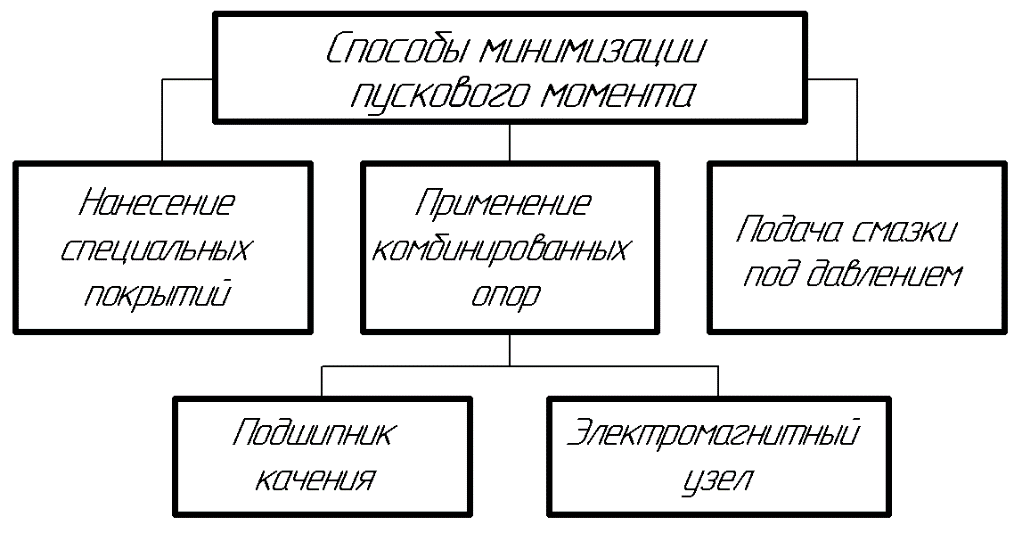 Способы минимизации
пускового момента
Нанесение
специальных
покрытий
Применение
комбинированных
опор
Подача смазки
под давлением
Подшипник
качения
Электромагнитный
узел